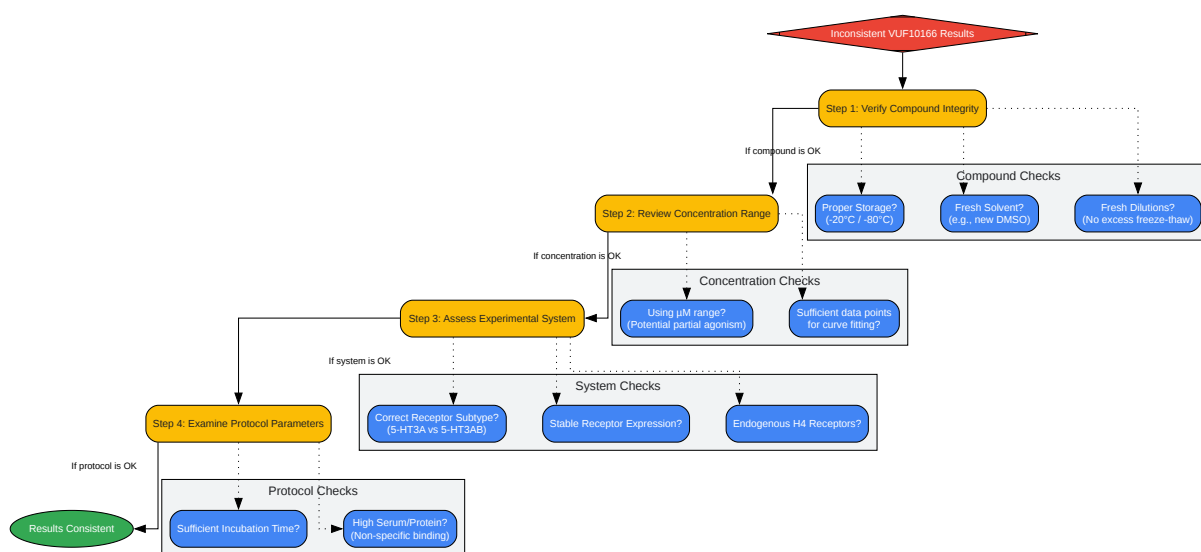 Inconsistent VUF10166 Results
Step 1: Verify Compound Integrity
If compound is OK
Compound Checks
Proper Storage?
(-20°C / -80°C)
Fresh Solvent?
(e.g., new DMSO)
Fresh Dilutions?
(No excess freeze-thaw)
Step 2: Review Concentration Range
If concentration is OK
Concentration Checks
Using µM range?
(Potential partial agonism)
Sufficient data points
for curve fitting?
Step 3: Assess Experimental System
If system is OK
System Checks
Correct Receptor Subtype?
(5-HT3A vs 5-HT3AB)
Stable Receptor Expression?
Endogenous H4 Receptors?
Step 4: Examine Protocol Parameters
If protocol is OK
Protocol Checks
Sufficient Incubation Time?
High Serum/Protein?
(Non-specific binding)
Results Consistent